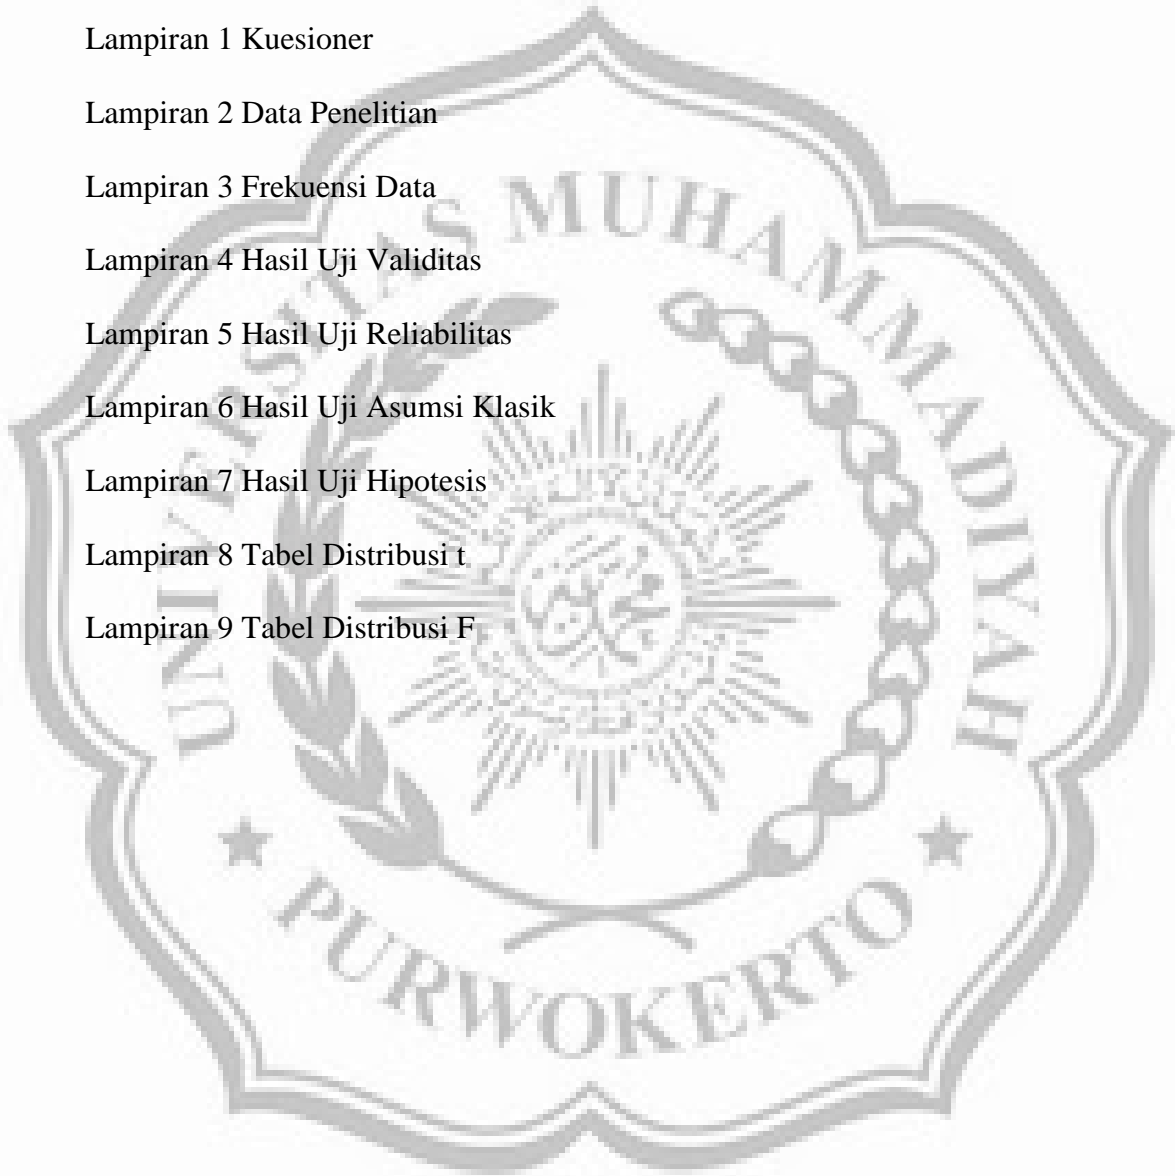 Lampiran 1 Kuesioner
Lampiran 2 Data Penelitian
Lampiran 3 Frekuensi Data
Lampiran 4 Hasil Uji Validitas
Lampiran 5 Hasil Uji Reliabilitas
Lampiran 6 Hasil Uji Asumsi Klasik
Lampiran 7 Hasil Uji Hipotesis
Lampiran 8 Tabel Distribusi t
Lampiran 9 Tabel Distribusi F
UNIVERSITAS MUHAMMADIYAH
PURWOKERTO